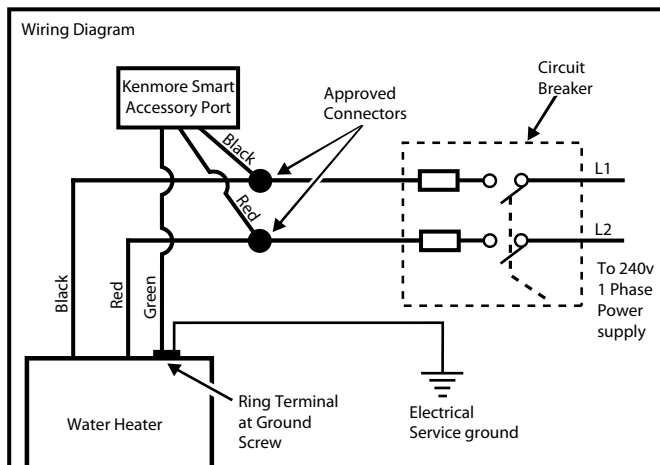 Wiring Diagram
Kenmore Smart
Accessory Port
Approved
Connectors
Circuit
Breaker
Black
Red
L1
L2
To 240v
1 Phase
Power
supply
Black
Red
Green
Water Heater
Ring Terminal
at Ground
Screw
Electrical
Service ground